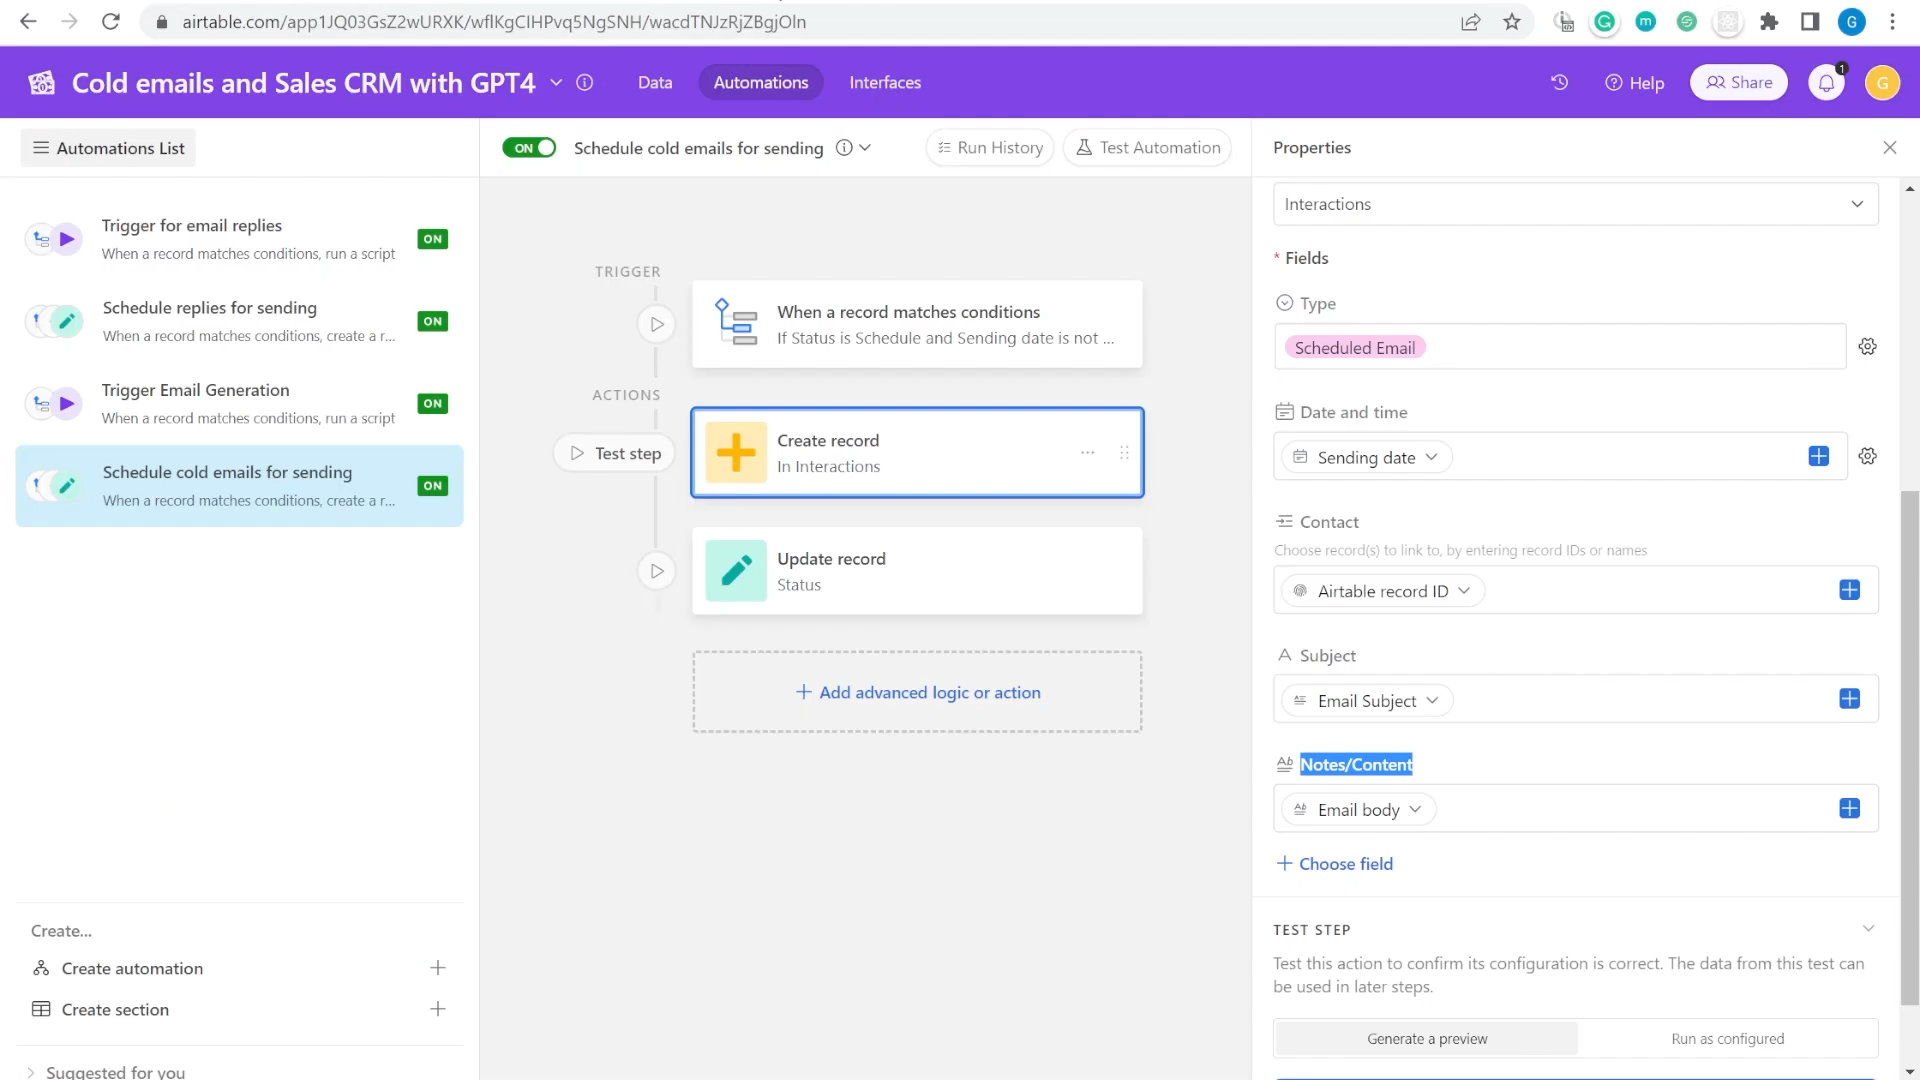 airtable.com/app1JQ03GsZ2wURXK/wflKgCIHPvq5NgSNH/wacdTNJzRjZBgjOln
G
Cold emails and Sales CRM with GPT4
Data
Automations
Interfaces
Help
Share
1
G
Automations List
ON
Schedule cold emails for sending
Run History
Test Automation
Properties
Trigger for email replies
When a record matches conditions, run a script
ON
Schedule replies for sending
When a record matches conditions, create a r...
ON
Trigger Email Generation
When a record matches conditions, run a script
ON
Schedule cold emails for sending
When a record matches conditions, create a r...
ON
Create...
Create automation
Create section
Suggested for you
TRIGGER
When a record matches conditions
If Status is Schedule and Sending date is not ...
ACTIONS
Test step
Create record
In Interactions
Update record
Status
Add advanced logic or action
Interactions
* Fields
Type
Scheduled Email
Date and time
Sending date
Contact
Choose record(s) to link to, by entering record IDs or names
Airtable record ID
Subject
Email Subject
Notes/Content
Email body
Choose field
TEST STEP
Test this action to confirm its configuration is correct. The data from this test can
be used in later steps.
Generate a preview
Run as configured